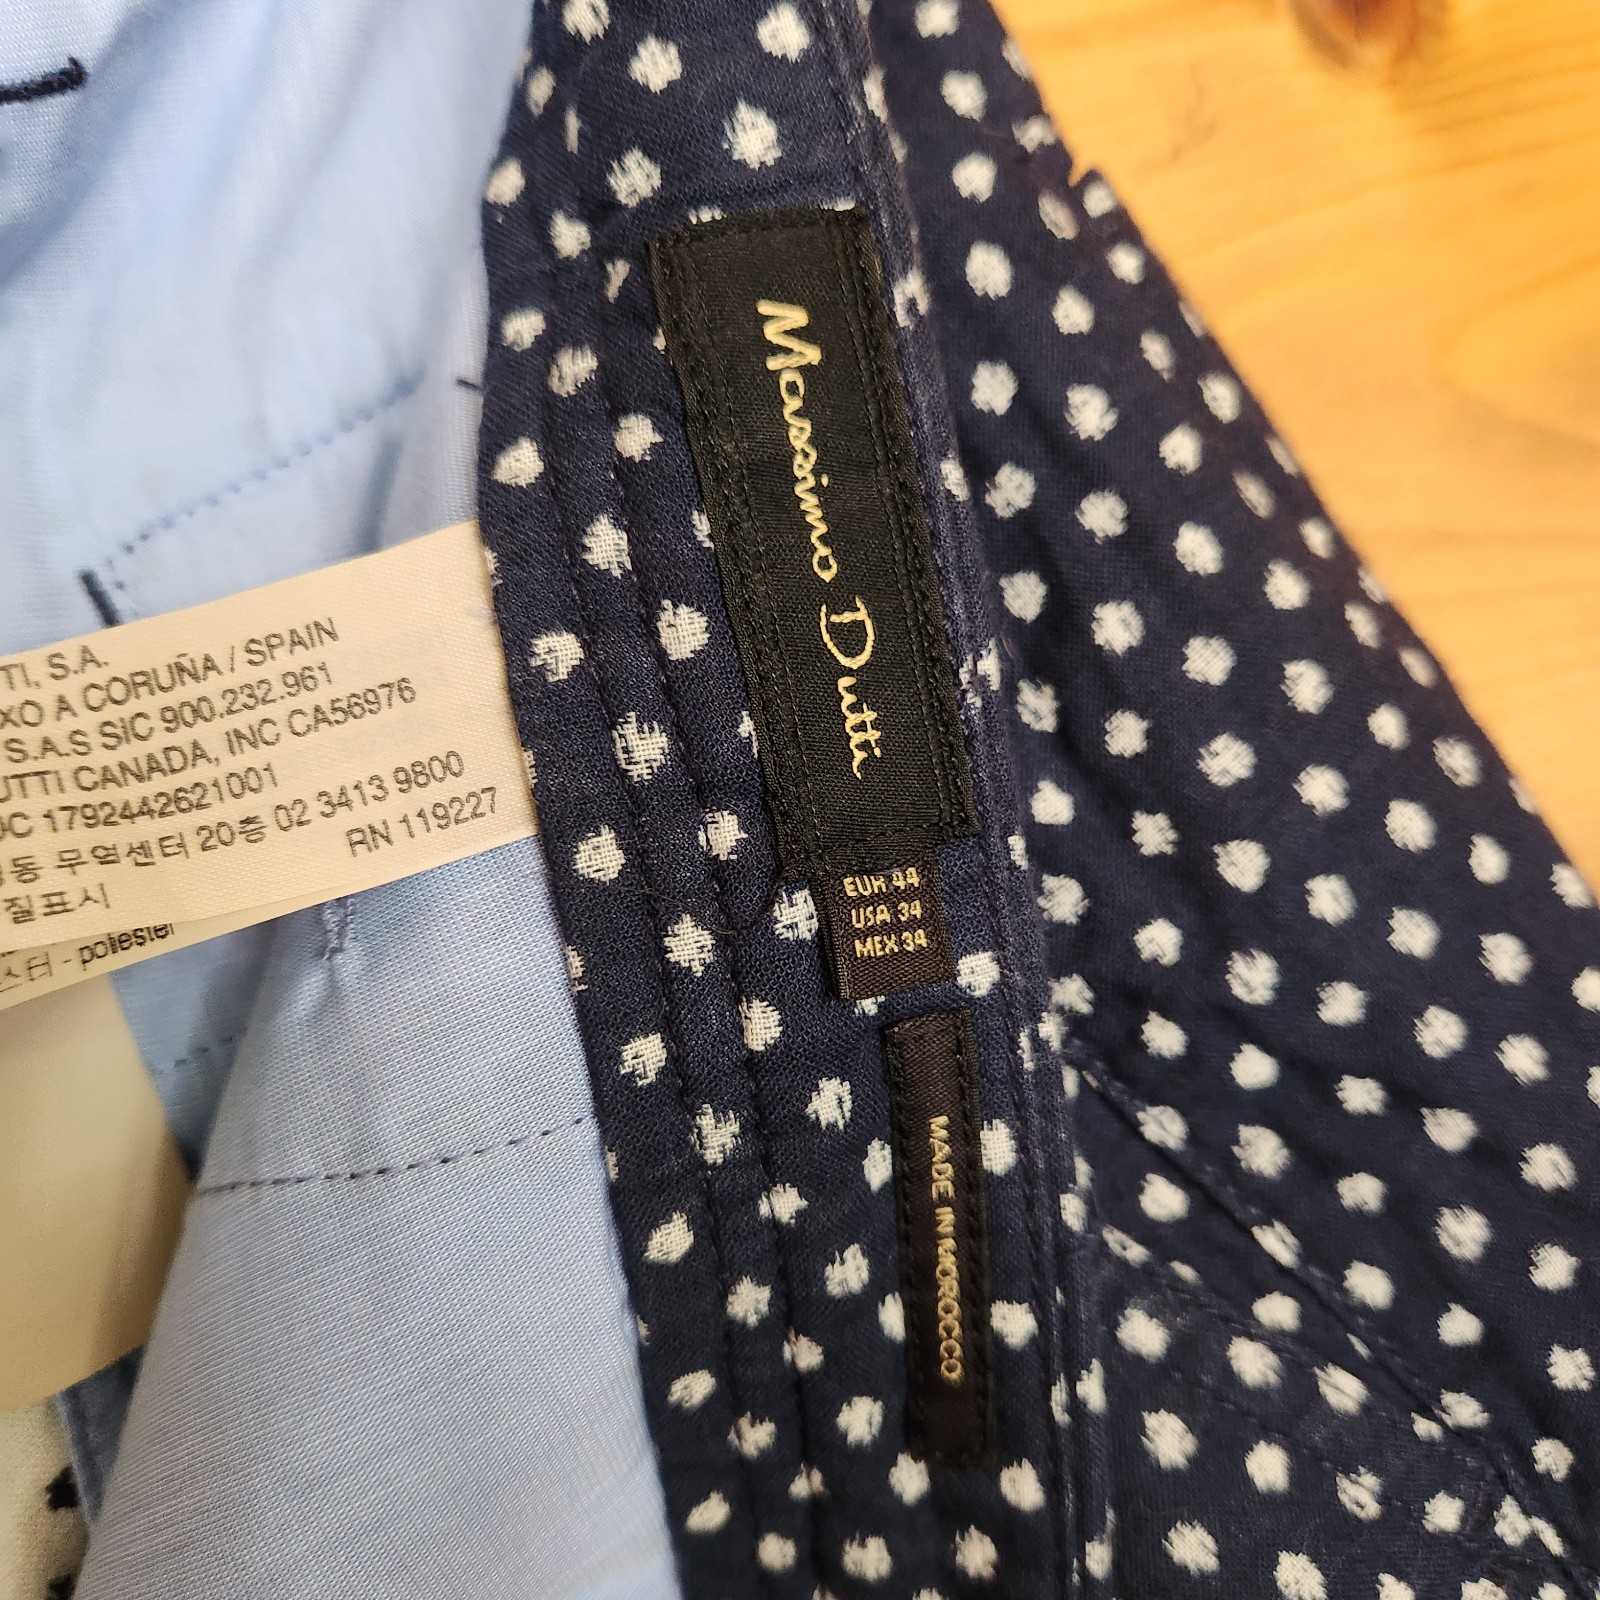 TI, S.A.
XO A CORUÑA / SPAIN
S.A.S SIC 900.232.961
UTTI CANADA, INC CA56976
1792442621001
무역센터 20층 02 3413 9800
RN 119227
질표시
- poliester
Massimo Dutti
EUR 44
USA 34
MEX 34
MADE IN MOROCCO